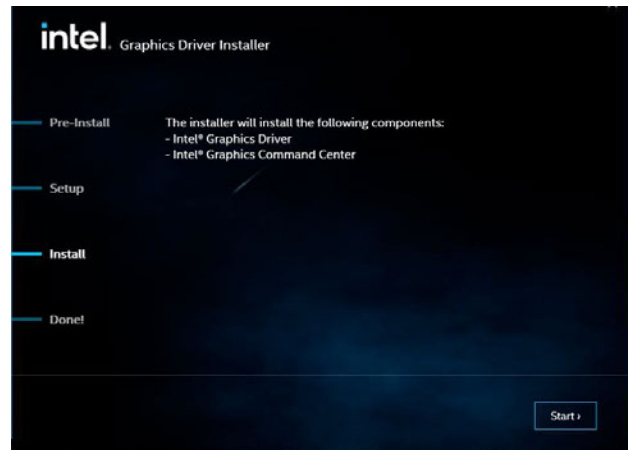 intel. Graphics Driver Installer
Pre-Install
The installer will install the following components:
- Intel® Graphics Driver
- Intel® Graphics Command Center
Setup
Install
Done!
Start ›